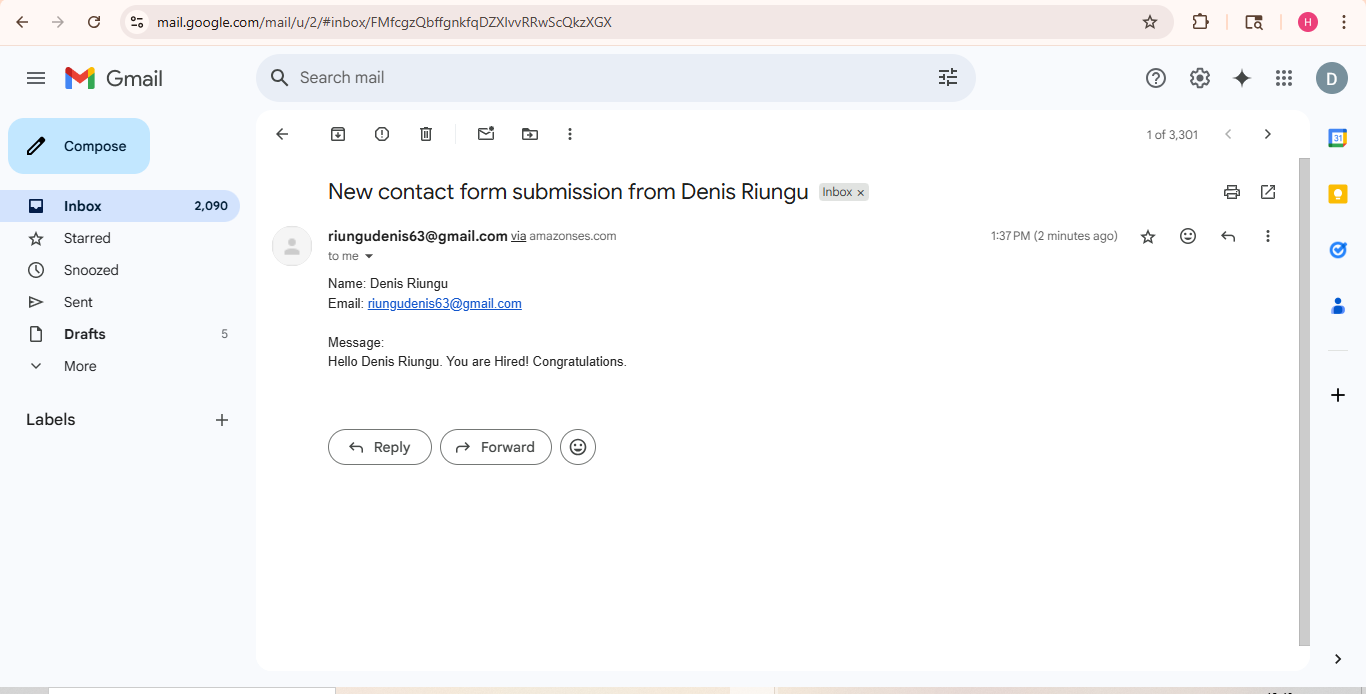 mail.google.com/mail/u/2/#inbox/FMfcgzQbffgnkfqDZXlvvRRwScQkzXGX
H
Gmail
Search mail
D
Compose
1 of 3,301
31
New contact form submission from Denis Riungu
Inbox ×
Inbox 2,090
riungudenis63@gmail.com via amazonses.com
1:37 PM (2 minutes ago)
to me
Starred
Snoozed
Sent
Drafts 5
More
Labels
Name: Denis Riungu
Email: riungudenis63@gmail.com
Message:
Hello Denis Riungu. You are Hired! Congratulations.
Reply
Forward